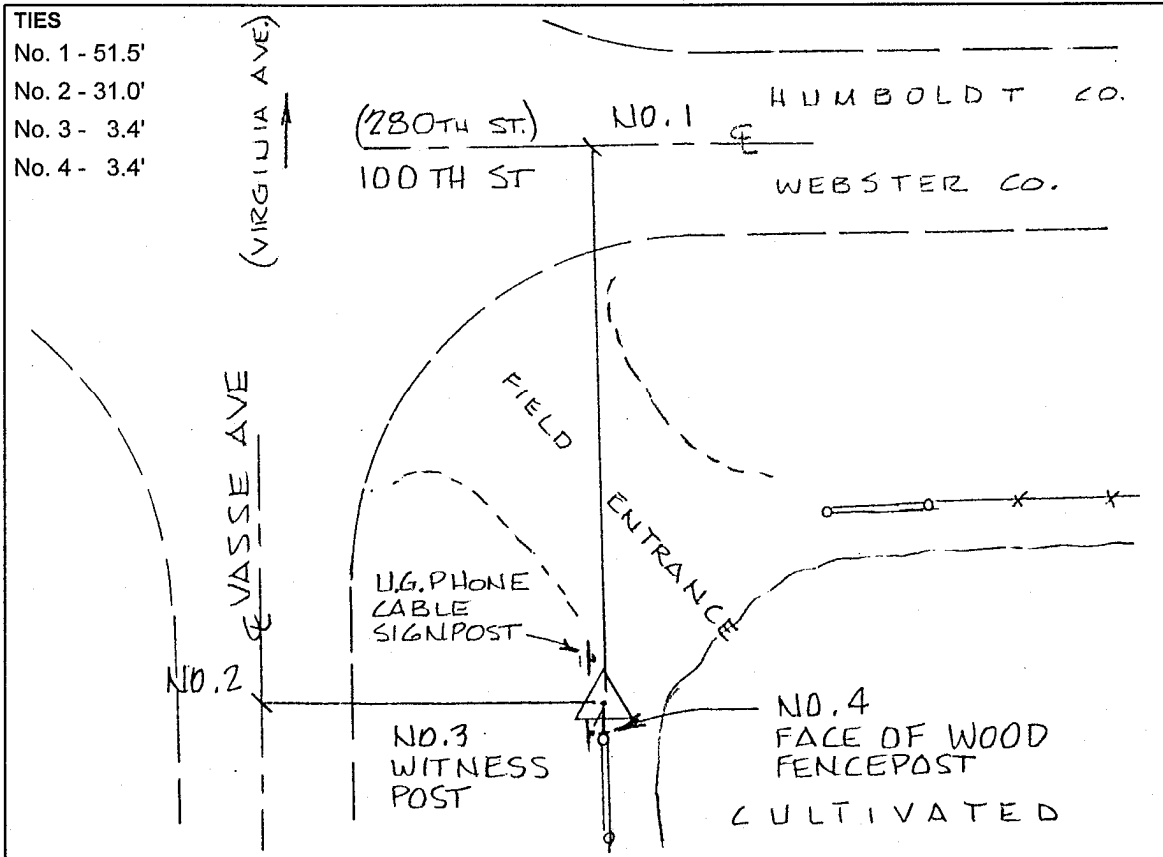 TIES
No. 1 - 51.5'
No. 2 - 31.0'
No. 3 - 3.4'
No. 4 - 3.4'
(VIRGINIA AVE.)
(280TH ST.)
100 TH ST
NO. 1
HUMBOLDT CO.
℄
WEBSTER CO.
℄ VASSE AVE
FIELD
ENTRANCE
U.G. PHONE
CABLE
SIGNPOST
NO. 2
NO. 3
WITNESS
POST
NO. 4
FACE OF WOOD
FENCEPOST
CULTIVATED